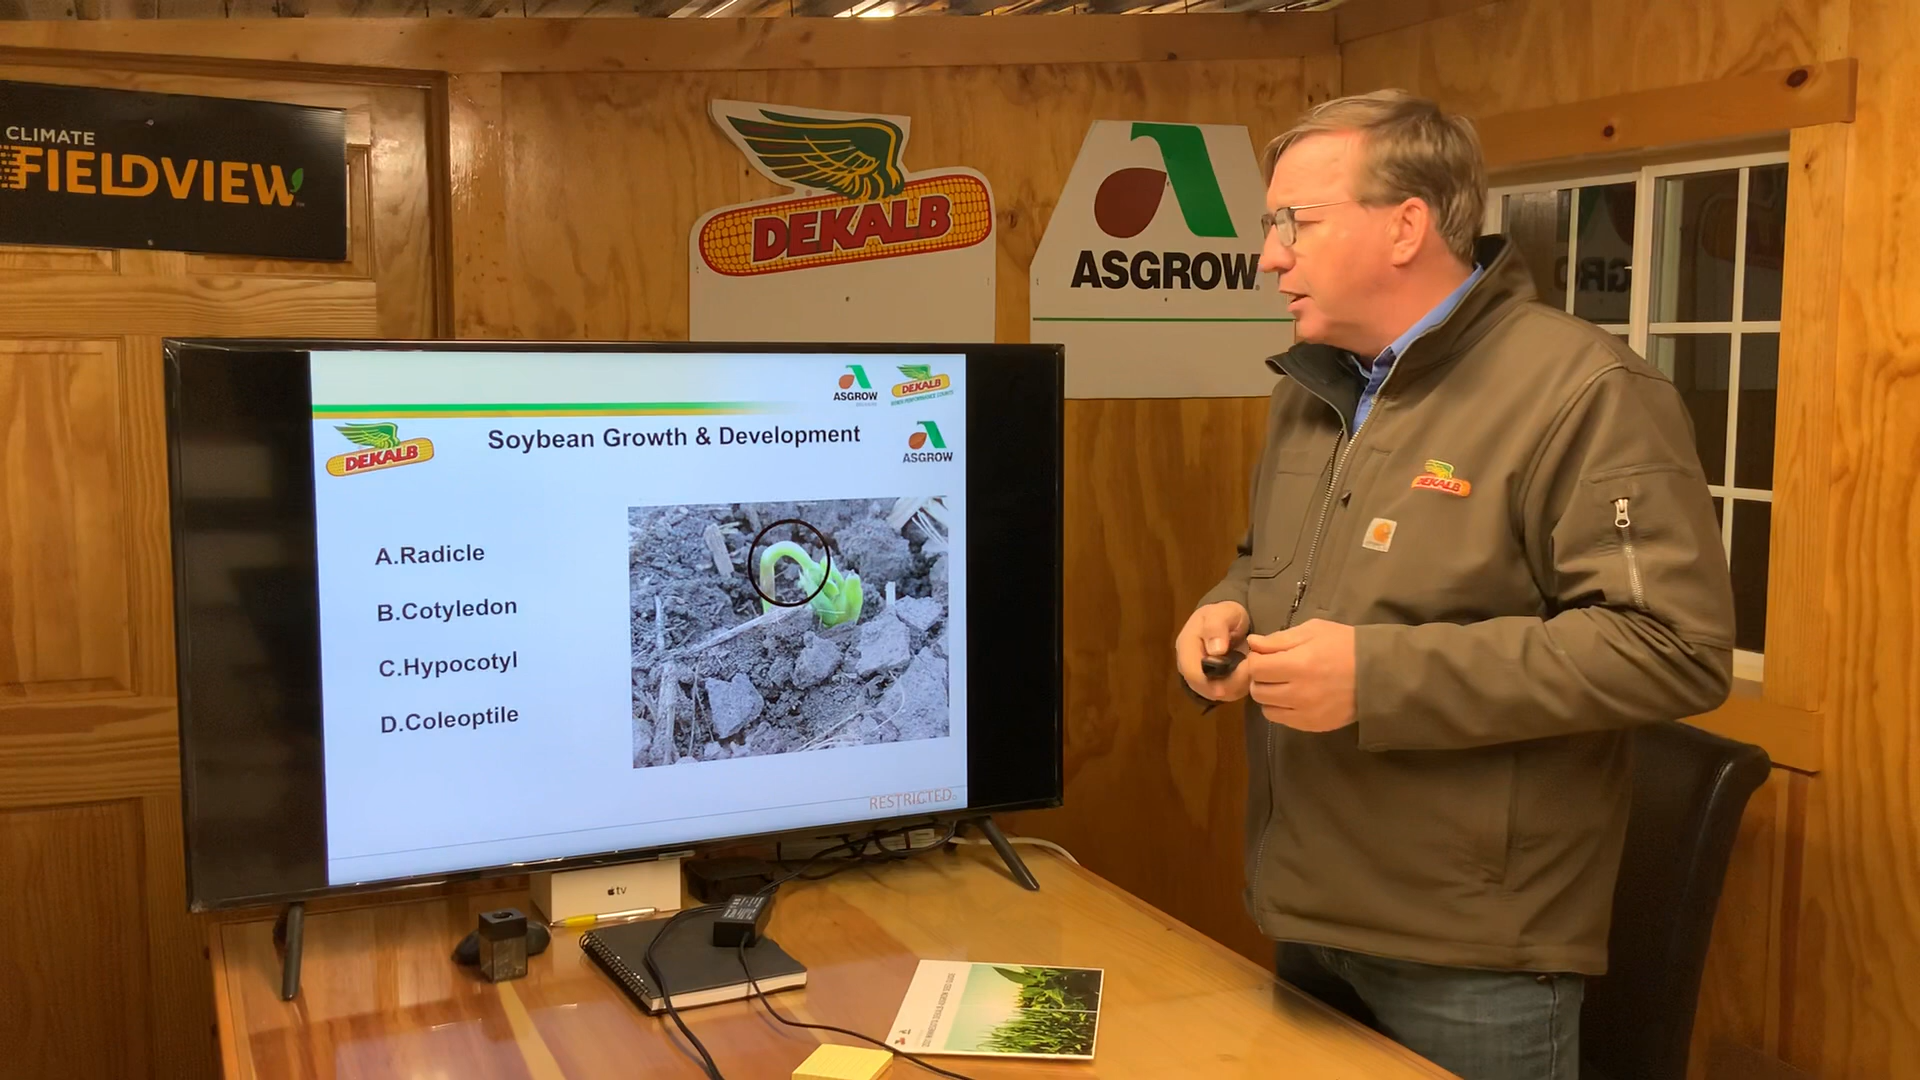 CLIMATE
FIELDVIEW
DEKALB
ASGROW
ASGROW
DEKALB
DEKALB
Soybean Growth & Development
ASGROW
A.Radicle
B.Cotyledon
C.Hypocotyl
D.Coleoptile
RESTRICTED
DEKALB
tv